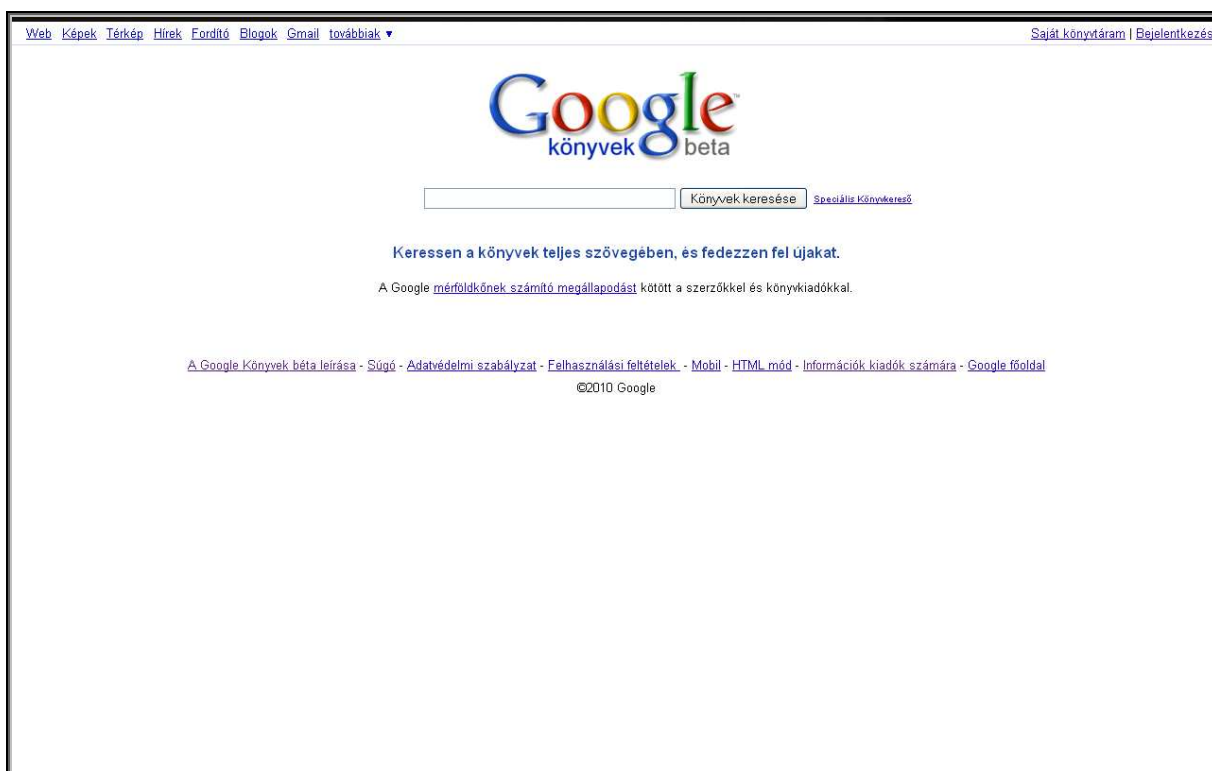 Web Képek Térkép Hírek Fordító Blogok Gmail továbbiak ▼ Saját könyvtáram | Bejelentkezés
Google™
könyvek beta
Könyvek keresése Speciális Könyvkereső
Keressen a könyvek teljes szövegében, és fedezzen fel újakat.
A Google mérföldkőnek számító megállapodást kötött a szerzőkkel és könyvkiadókkal.
A Google Könyvek béta leírása - Súgó - Adatvédelmi szabályzat - Felhasználási feltételek - Mobil - HTML mód - Információk kiadók számára - Google főoldal
©2010 Google